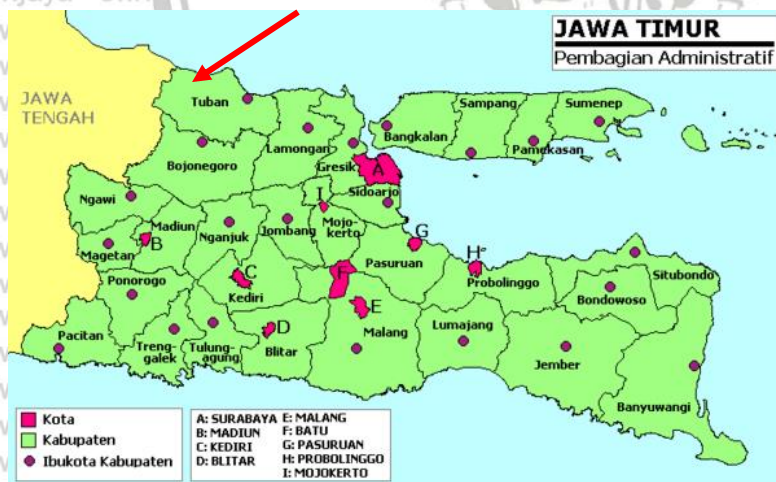 JAWA TIMUR
Pembagian Administratif
JAWA
TENGAH
Tuban
Lamongan
Bojonegoro
Gresik
A
Bangkalan
Sampang
Pamekasan
Sumenep
Sidoarjo
Ngawi
Madiun
B
Magetan
Nganjuk
Jombang
I
Mojo-
kerto
Pasuruan
G
H
Probolinggo
Situbondo
Bondowoso
Ponorogo
C
Kediri
F
E
Malang
Pacitan
Treng-
galek
Tulung-
agung
D
Blitar
Lumajang
Jember
Banyuwangi
Kota
Kabupaten
Ibukota Kabupaten
A: SURABAYA
B: MADIUN
C: KEDIRI
D: BLITAR
E: MALANG
F: BATU
G: PASURUAN
H: PROBOLINGGO
I: MOJOKERTO